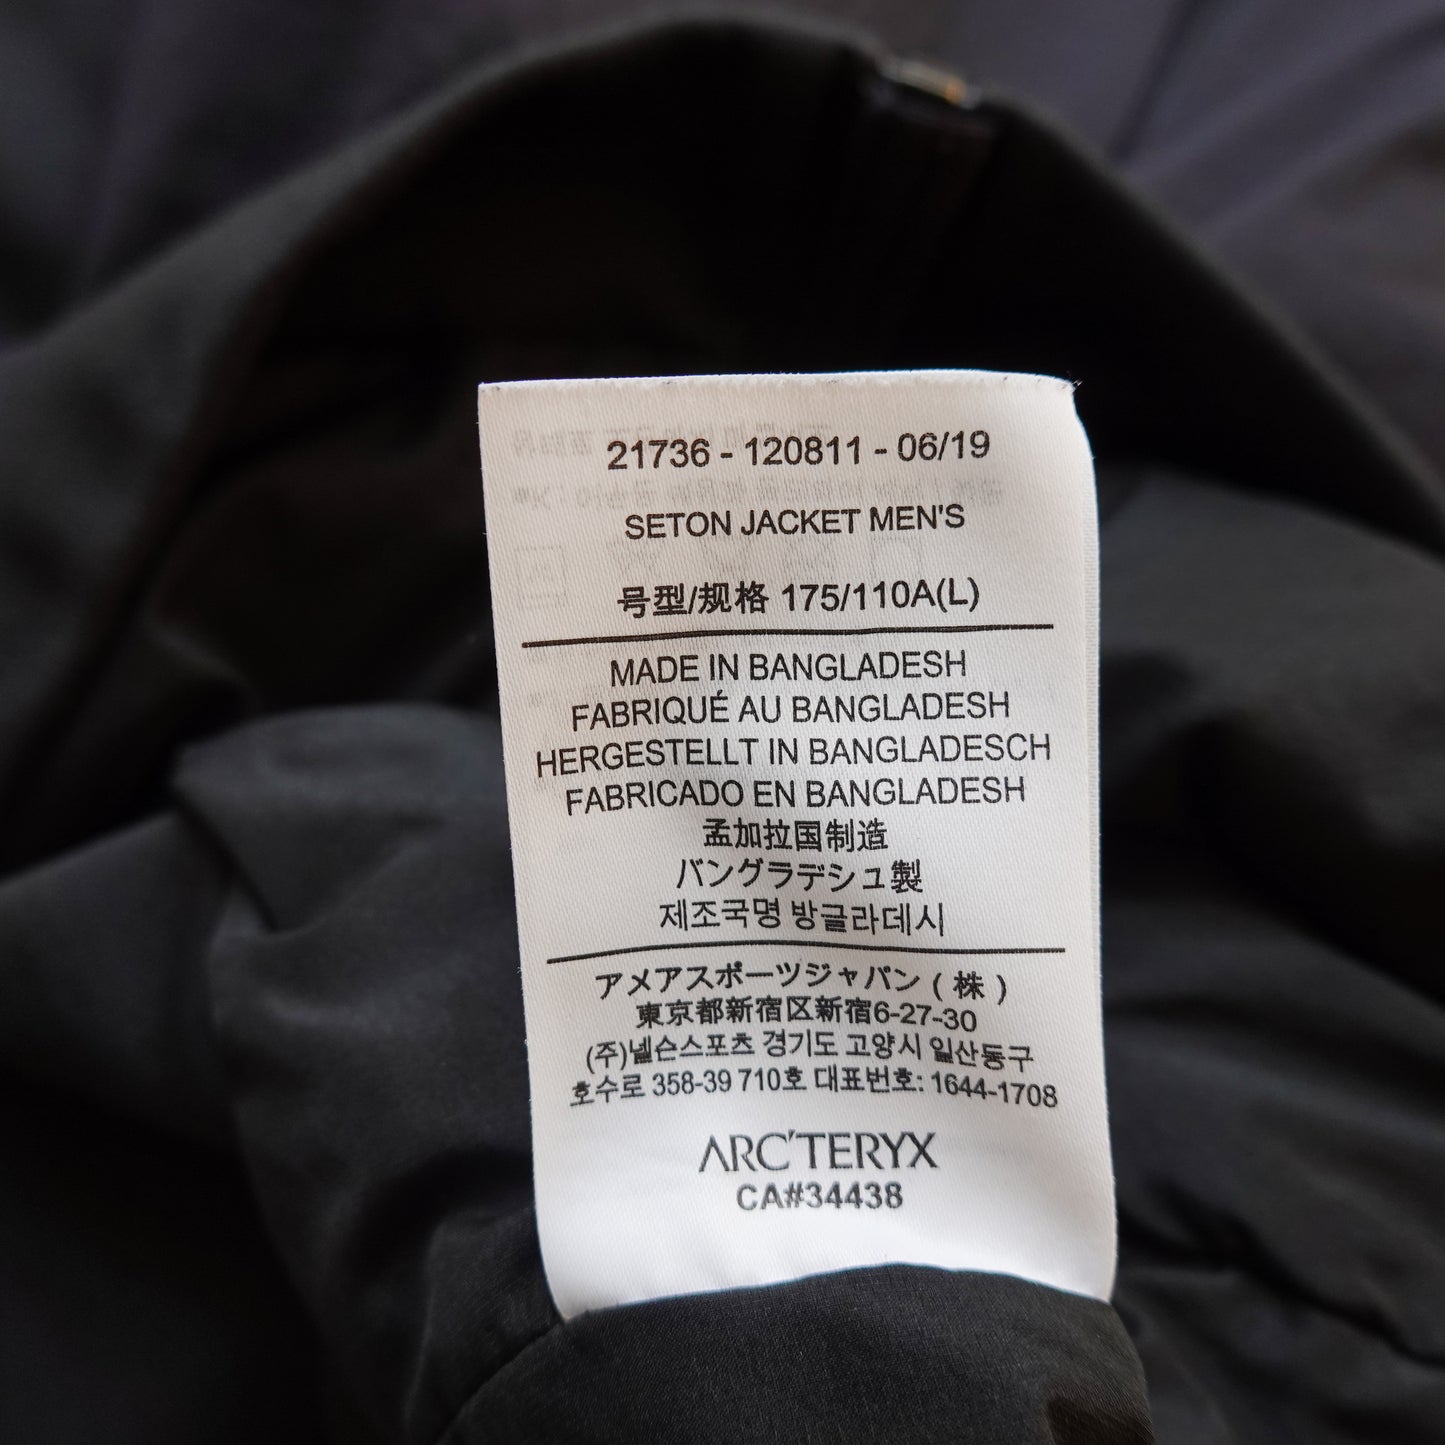 21736 - 120811 - 06/19
SETON JACKET MEN'S
号型/规格 175/110A(L)
MADE IN BANGLADESH
FABRIQUÉ AU BANGLADESH
HERGESTELLT IN BANGLADESCH
FABRICADO EN BANGLADESH
孟加拉国制造
バングラデシュ製
제조국명 방글라데시
アメアスポーツジャパン(株)
東京都新宿区新宿6-27-30
(주)넬슨스포츠 경기도 고양시 일산동구
호수로 358-39 710호 대표번호: 1644-1708
ARC'TERYX
CA#34438